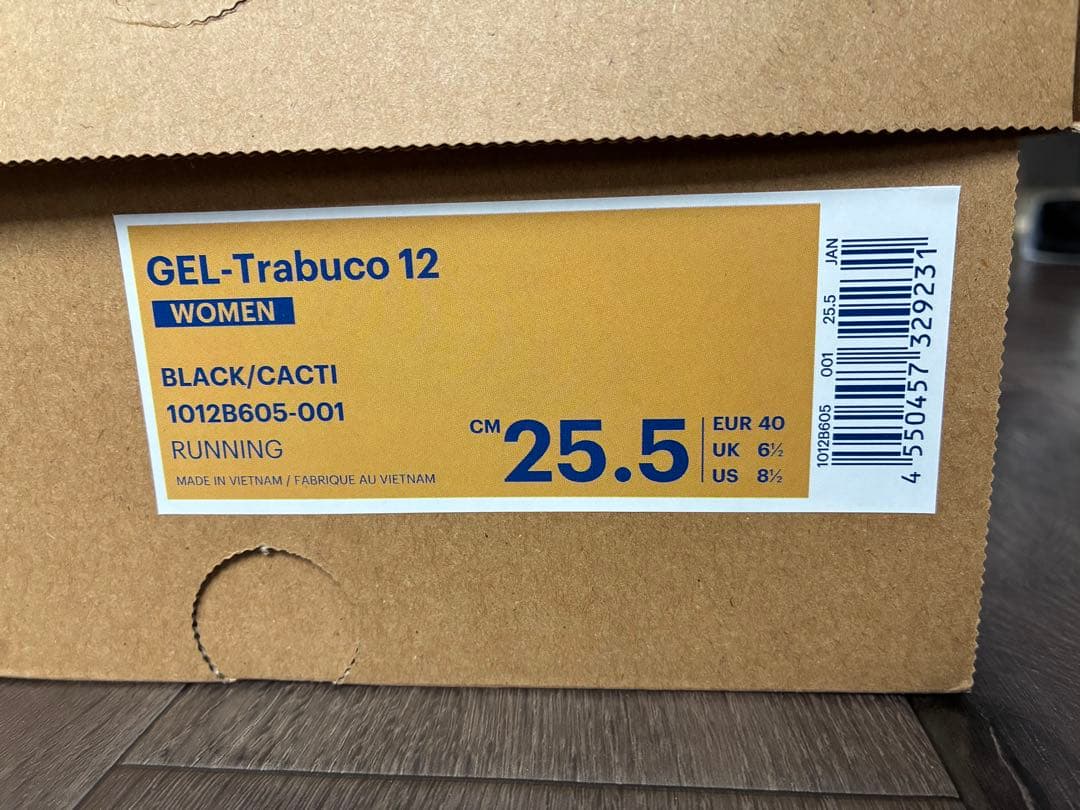 GEL-Trabuco 12
WOMEN
BLACK/CACTI
1012B605-001
RUNNING
MADE IN VIETNAM / FABRIQUE AU VIETNAM
CM 25.5
EUR 40
UK 6½
US 8½
1012B605 001 25.5 JAN
4 550457 329231